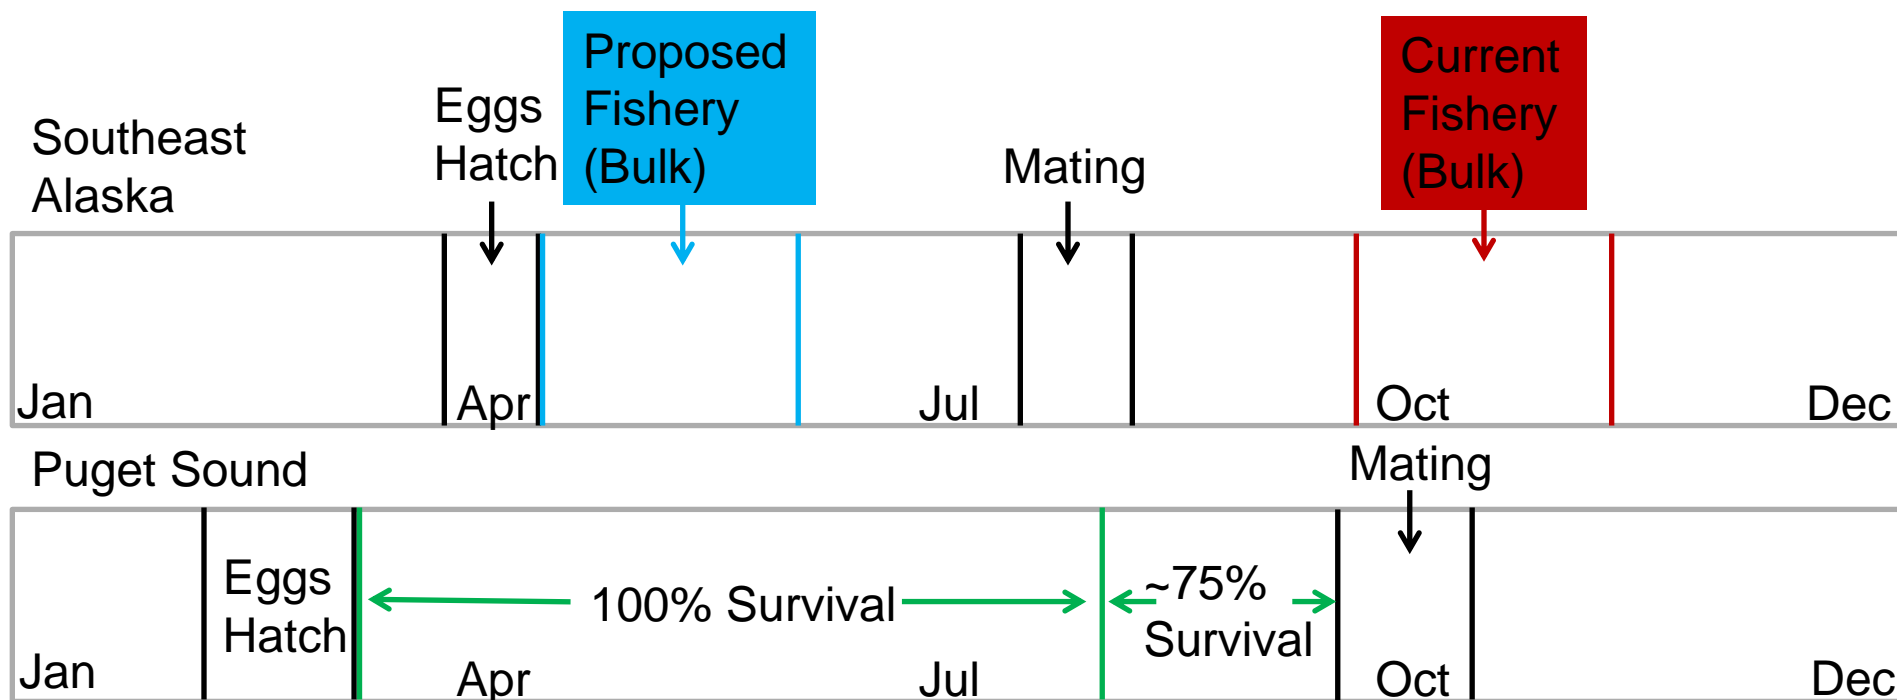 Southeast
Alaska
Eggs
Hatch
Proposed
Fishery
(Bulk)
Mating
Current
Fishery
(Bulk)
Jan
Apr
Jul
Oct
Dec
Puget Sound
Mating
Eggs
Hatch
100% Survival
~75%
Survival
Jan
Apr
Jul
Oct
Dec